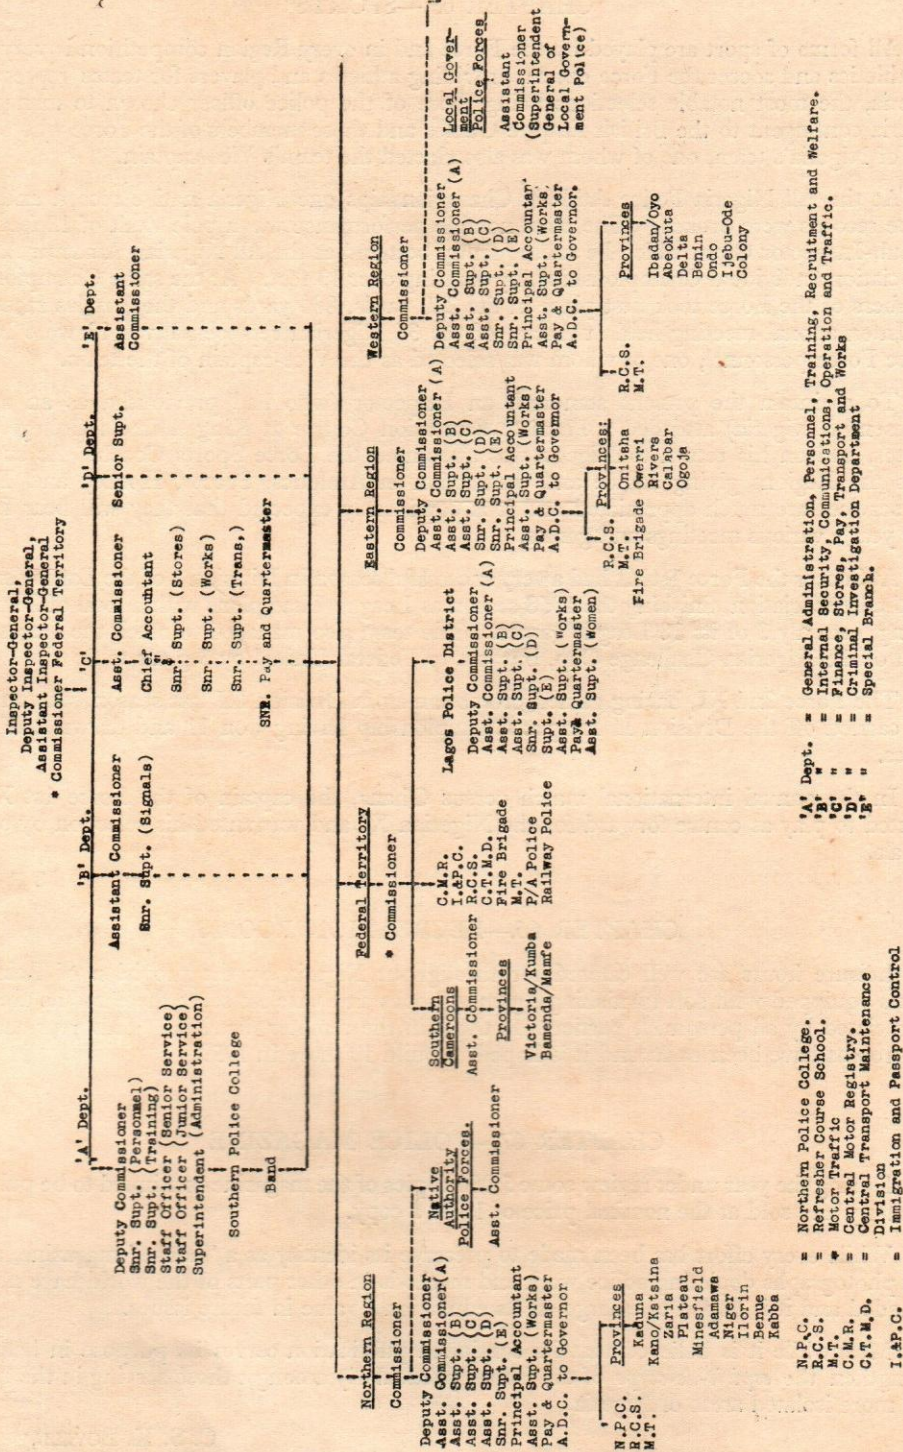 Inspector-General,
Deputy Inspector-General,
Assistant Inspector-General
* Commissioner Federal Territory
'A' Dept.
Deputy Commissioner
Snr. Supt. (Personnel)
Snr. Supt. (Training)
Staff Officer (Senior Service)
Staff Officer (Junior Service)
Superintendent (Administration)
Southern Police College
Band
'B' Dept.
Assistant Commissioner
Snr. Supt. (Signals)
'C'
Asst. Commissioner
Chief Accountant
Snr. Supt. (Stores)
Snr. Supt. (Works)
Snr. Supt. (Trans,)
SNR. Pay and Quartermaster
'D' Dept.
Senior Supt.
'E' Dept.
Assistant
Commissioner
Northern Region
Commissioner
Deputy Commissioner
Asst. Commissioner(A)
Asst. Supt. (B)
Asst. Supt. (C)
Asst. Supt. (D)
Snr. Supt. (E)
Principal Accountant
Asst. Supt. (Works)
Pay & Quartermaster
A.D.C. to Governor
N.P.C.
R.C.S.
M.T.
Provinces
Kaduna
Kano/Katsina
Zaria
Plateau
Minesfield
Adamawa
Niger
Ilorin
Benue
Kabba
Native
Authority
Police Forces.
Asst. Commissioner
Federal Territory
* Commissioner
Southern
Cameroons
Asst. Commissioner
Provinces
Victoria/Kumba
Bamenda/Mamfe
C.M.R.
I.&P.C.
R.C.S.
C.T.M.D.
Fire Brigade
M.T.
P/A Police
Railway Police
Lagos Police District
Deputy Commissioner
Asst. Commissioner (A)
Asst. Supt. (B)
Asst. Supt. (C)
Snr. Supt. (D)
Supt. (E)
Asst. Supt. (Works)
Pay& Quartermaster
Asst. Supt. (Women)
Eastern Region
Commissioner
Deputy Commissioner
Asst. Commissioner (A)
Asst. Supt. (B)
Asst. Supt. (C)
Snr. Supt. (D)
Snr. Supt. (E)
Principal Accountant
Asst. Supt. (Works)
Pay & Quartermaster
A.D.C. to Governor
R.C.S.
M.T.
Fire Brigade
Provinces:
Onitsha
Owerri
Rivers
Calabar
Ogoja
Western Region
Commissioner
Deputy Commissioner
Asst. Commissioner (A)
Asst. Supt. (B)
Asst. Supt. (C)
Snr. Supt. (D)
Snr. Supt. (E)
Principal Accountan
Asst. Supt. (Works,
Pay & Quartermaster
A.D.C. to Governor.
R.C.S.
M.T.
Provinces
Ibadan/Oyo
Abeokuta
Delta
Benin
Ondo
Ijebu-Ode
Colony
Local Govern-
ment
Police Forces
Assistant
Commissioner
(Superintendent
General of
Local Govern-
ment Police)
N.P.C. = Northern Police College.
R.C.S. = Refresher Course School.
M.T. = Motor Traffic
C.M.R. = Central Motor Registry.
C.T.M.D. = Central Transport Maintenance
Division
I.&P.C. = Immigration and Passport Control
'A' Dept. = General Administration, Personnel, Training, Recruitment and Welfare.
'B' " = Internal Security, Communications, Operation and Traffic.
'C' " = Finance, Stores, Pay, Transport and Works
'D' " = Criminal Investigation Department
'E' " = Special Branch.